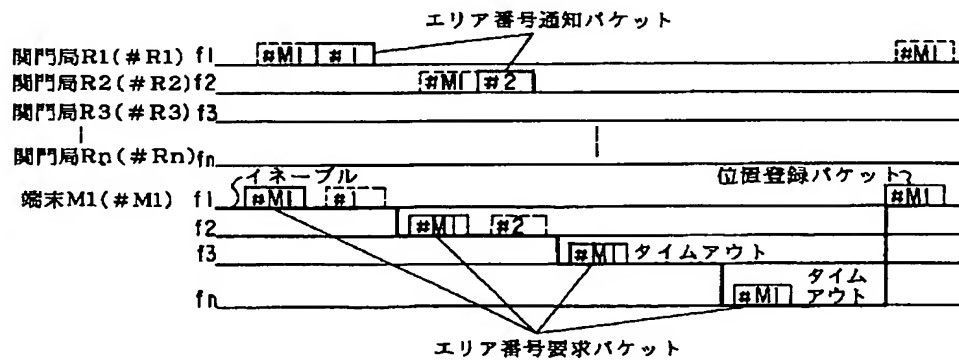 エリア番号通知パケット
関門局R1(#R1) f1 #M1 #1 #M1
関門局R2(#R2) f2 #M1 #2
関門局R3(#R3) f3
関門局Rn(#Rn) fn
イネーブル 位置登録パケット
端末M1(#M1) f1 #M1 #1 #M1
f2 #M1 #2
f3 #M1 タイムアウト
fn #M1 タイムアウト
エリア番号要求パケット